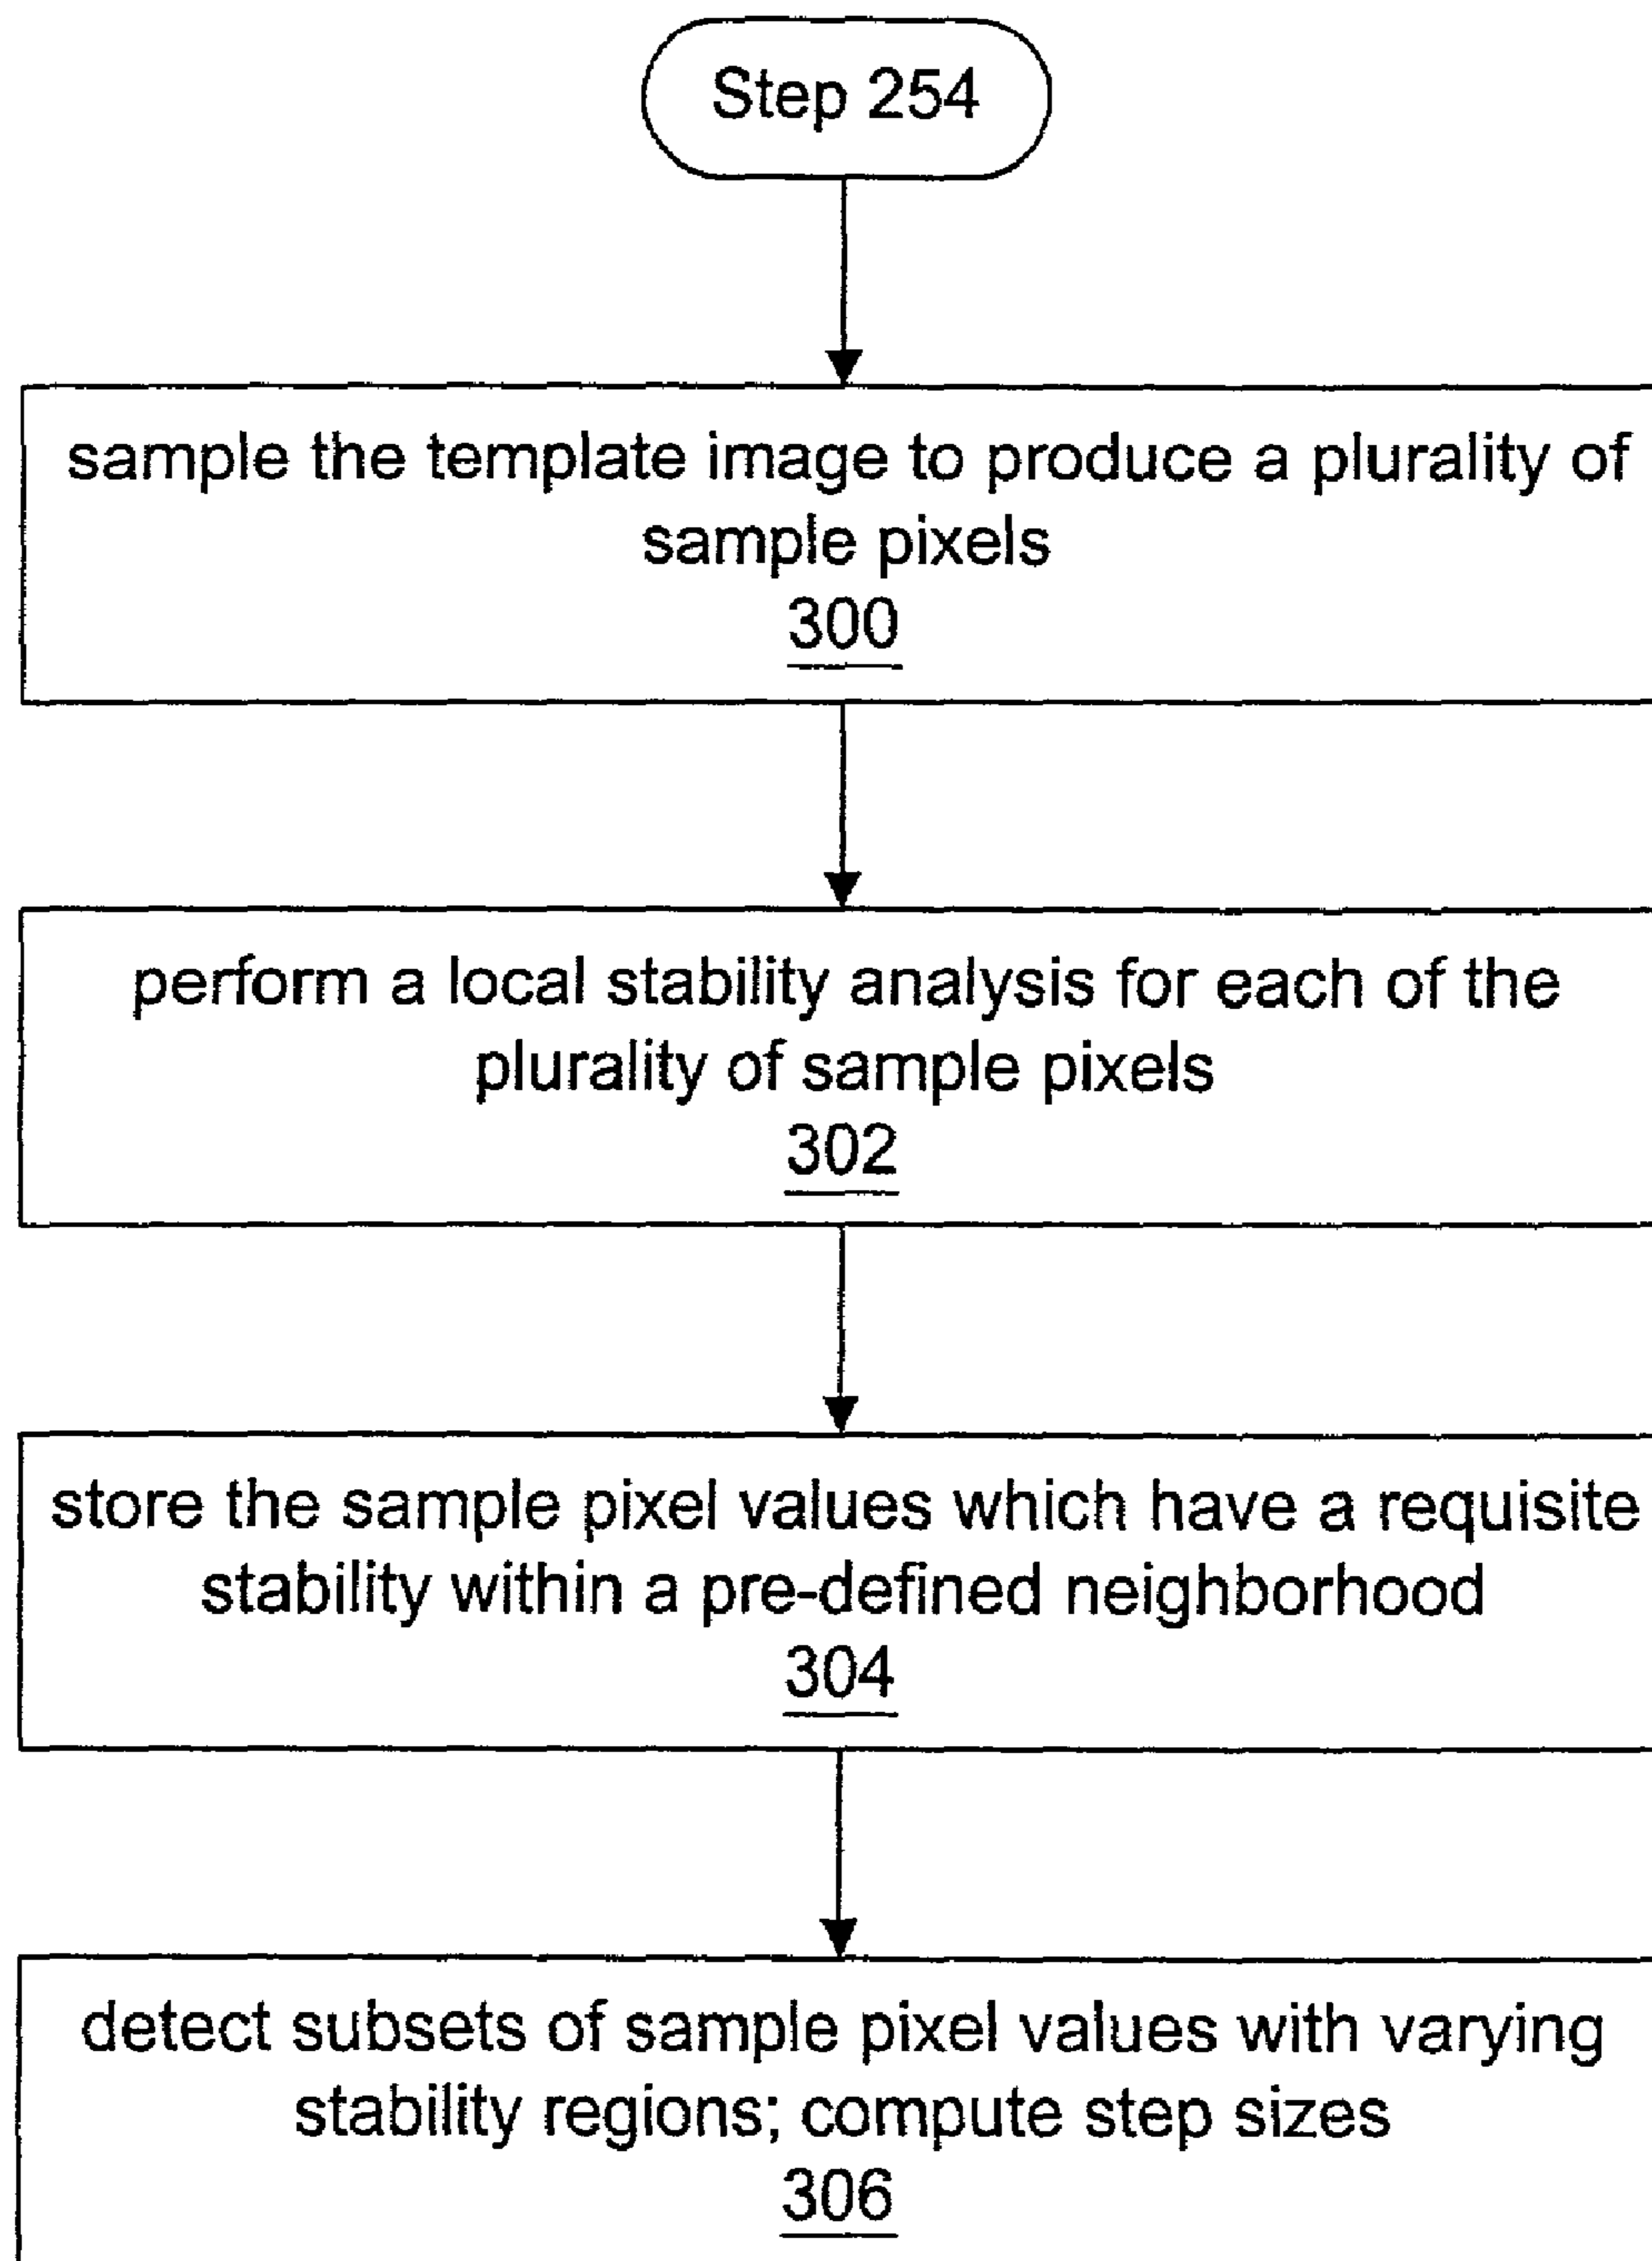 Step 254
sample the template image to produce a plurality of
sample pixels
300
perform a local stability analysis for each of the
plurality of sample pixels
302
store the sample pixel values which have a requisite
stability within a pre-defined neighborhood
304
detect subsets of sample pixel values with varying
stability regions; compute step sizes
306